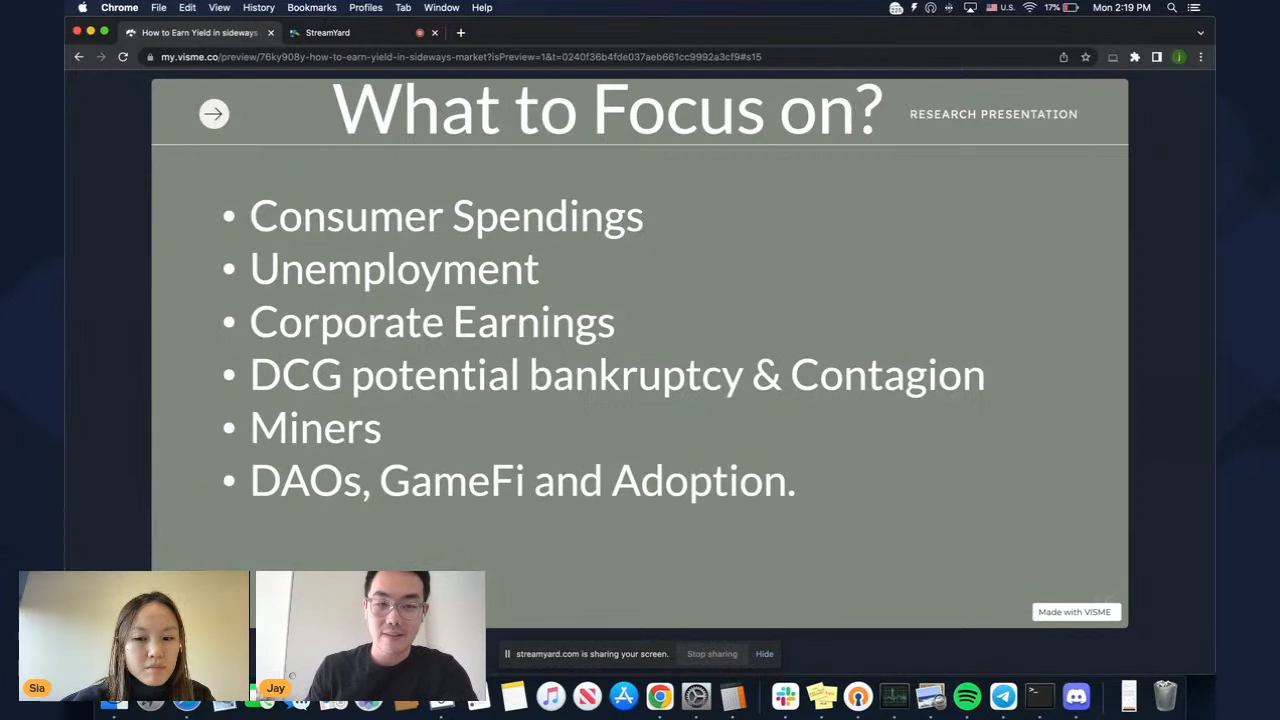 Chrome File Edit View History Bookmarks Profiles Tab Window Help
225 U.S. 17% Mon 2:19 PM
How to Earn Yield in sideways
StreamYard
my.visme.co/preview/76ky908y-how-to-earn-yield-in-sideways-market?isPreview=1&t=0240f36b4fde037aeb661cc9992a3cf9#s15
What to Focus on?
RESEARCH PRESENTATION
• Consumer Spendings
• Unemployment
• Corporate Earnings
• DCG potential bankruptcy & Contagion
• Miners
• DAOs, GameFi and Adoption.
Made with VISME
streamyard.com is sharing your screen. Stop sharing Hide
Sia
Jay